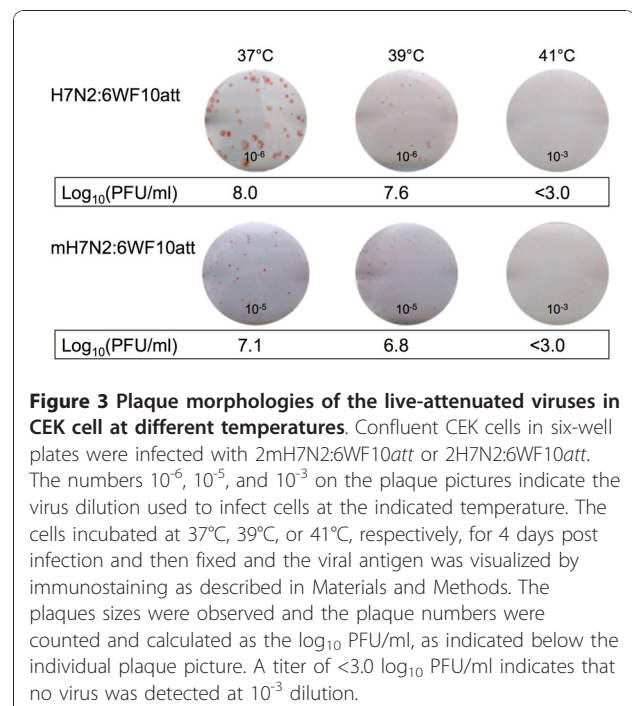 37°C 39°C 41°C
H7N2:6WF10att
10⁻⁶ 10⁻⁶ 10⁻³
Log₁₀(PFU/ml) 8.0 7.6 <3.0
mH7N2:6WF10att
10⁻⁵ 10⁻⁵ 10⁻³
Log₁₀(PFU/ml) 7.1 6.8 <3.0
Figure 3 Plaque morphologies of the live-attenuated viruses in
CEK cell at different temperatures. Confluent CEK cells in six-well
plates were infected with 2mH7N2:6WF10att or 2H7N2:6WF10att.
The numbers 10⁻⁶, 10⁻⁵, and 10⁻³ on the plaque pictures indicate the
virus dilution used to infect cells at the indicated temperature. The
cells incubated at 37°C, 39°C, or 41°C, respectively, for 4 days post
infection and then fixed and the viral antigen was visualized by
immunostaining as described in Materials and Methods. The
plaques sizes were observed and the plaque numbers were
counted and calculated as the log₁₀ PFU/ml, as indicated below the
individual plaque picture. A titer of <3.0 log₁₀ PFU/ml indicates that
no virus was detected at 10⁻³ dilution.